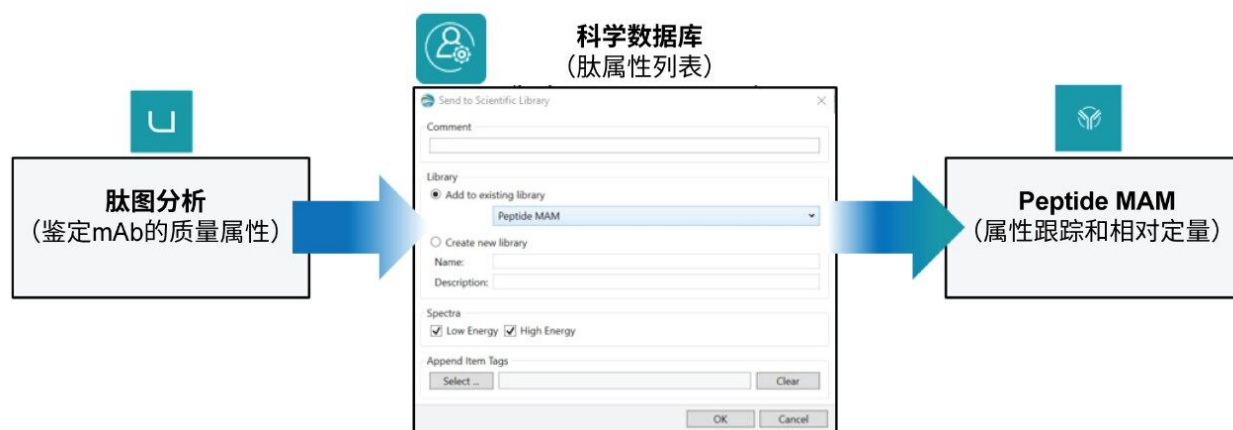 科学数据库
（肽属性列表）
肽图分析
（鉴定mAb的质量属性）
Send to Scientific Library
Comment
Library
Add to existing library
Peptide MAM
Create new library
Name:
Description:
Spectra
Low Energy High Energy
Append Item Tags
Select ... Clear
OK Cancel
Peptide MAM
（属性跟踪和相对定量）